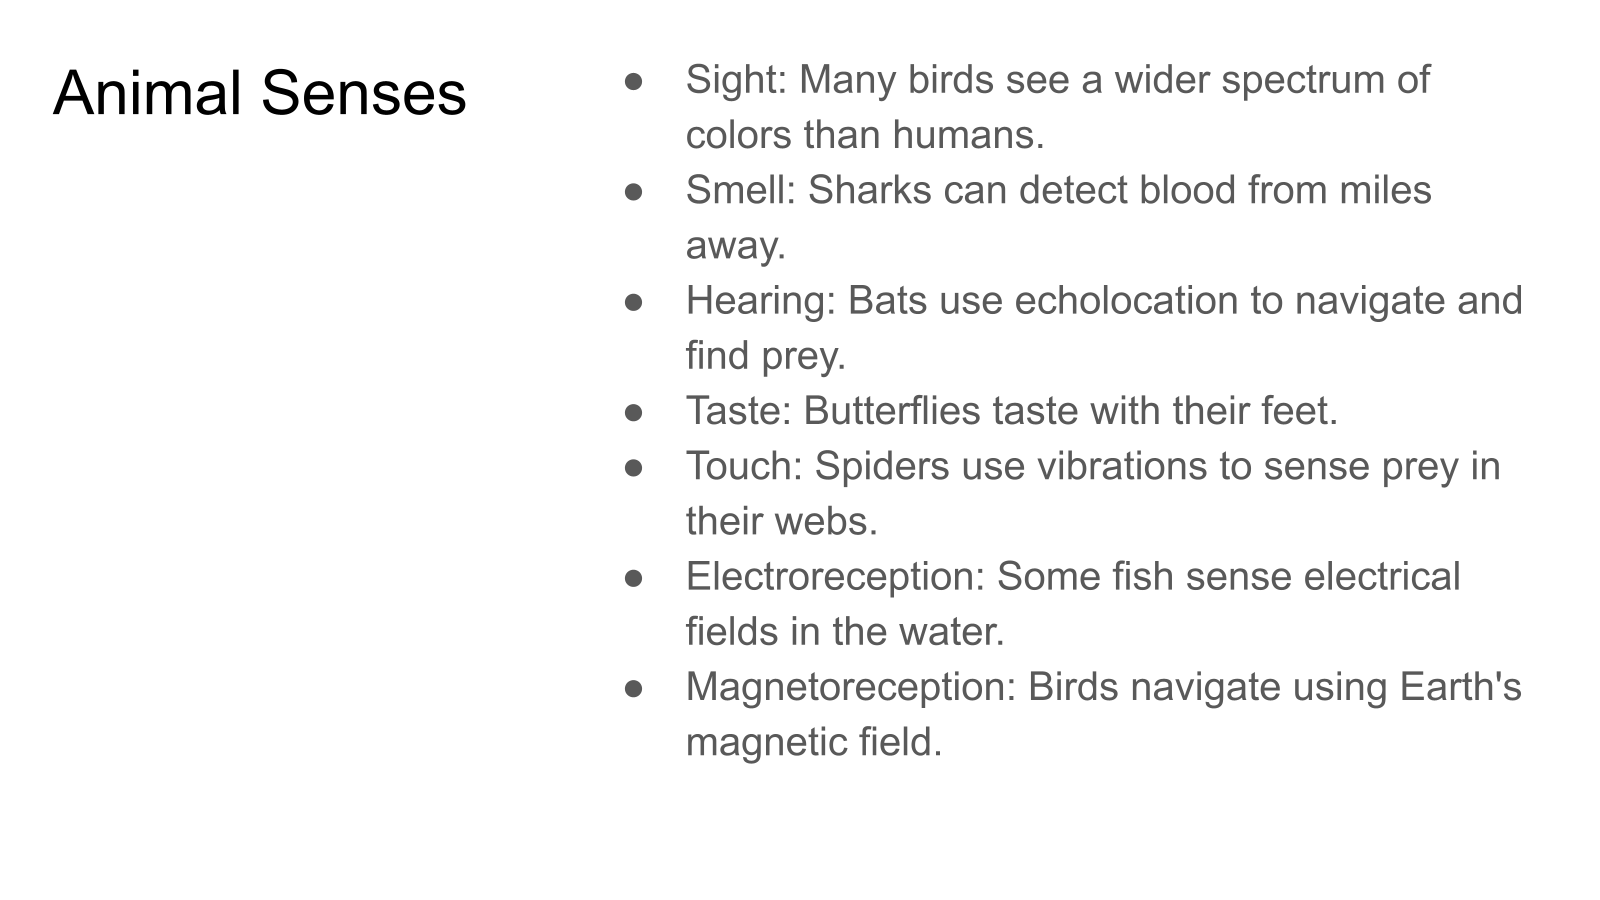 Animal Senses
● Sight: Many birds see a wider spectrum of
colors than humans.
● Smell: Sharks can detect blood from miles
away.
● Hearing: Bats use echolocation to navigate and
find prey.
● Taste: Butterflies taste with their feet.
● Touch: Spiders use vibrations to sense prey in
their webs.
● Electroreception: Some fish sense electrical
fields in the water.
● Magnetoreception: Birds navigate using Earth's
magnetic field.